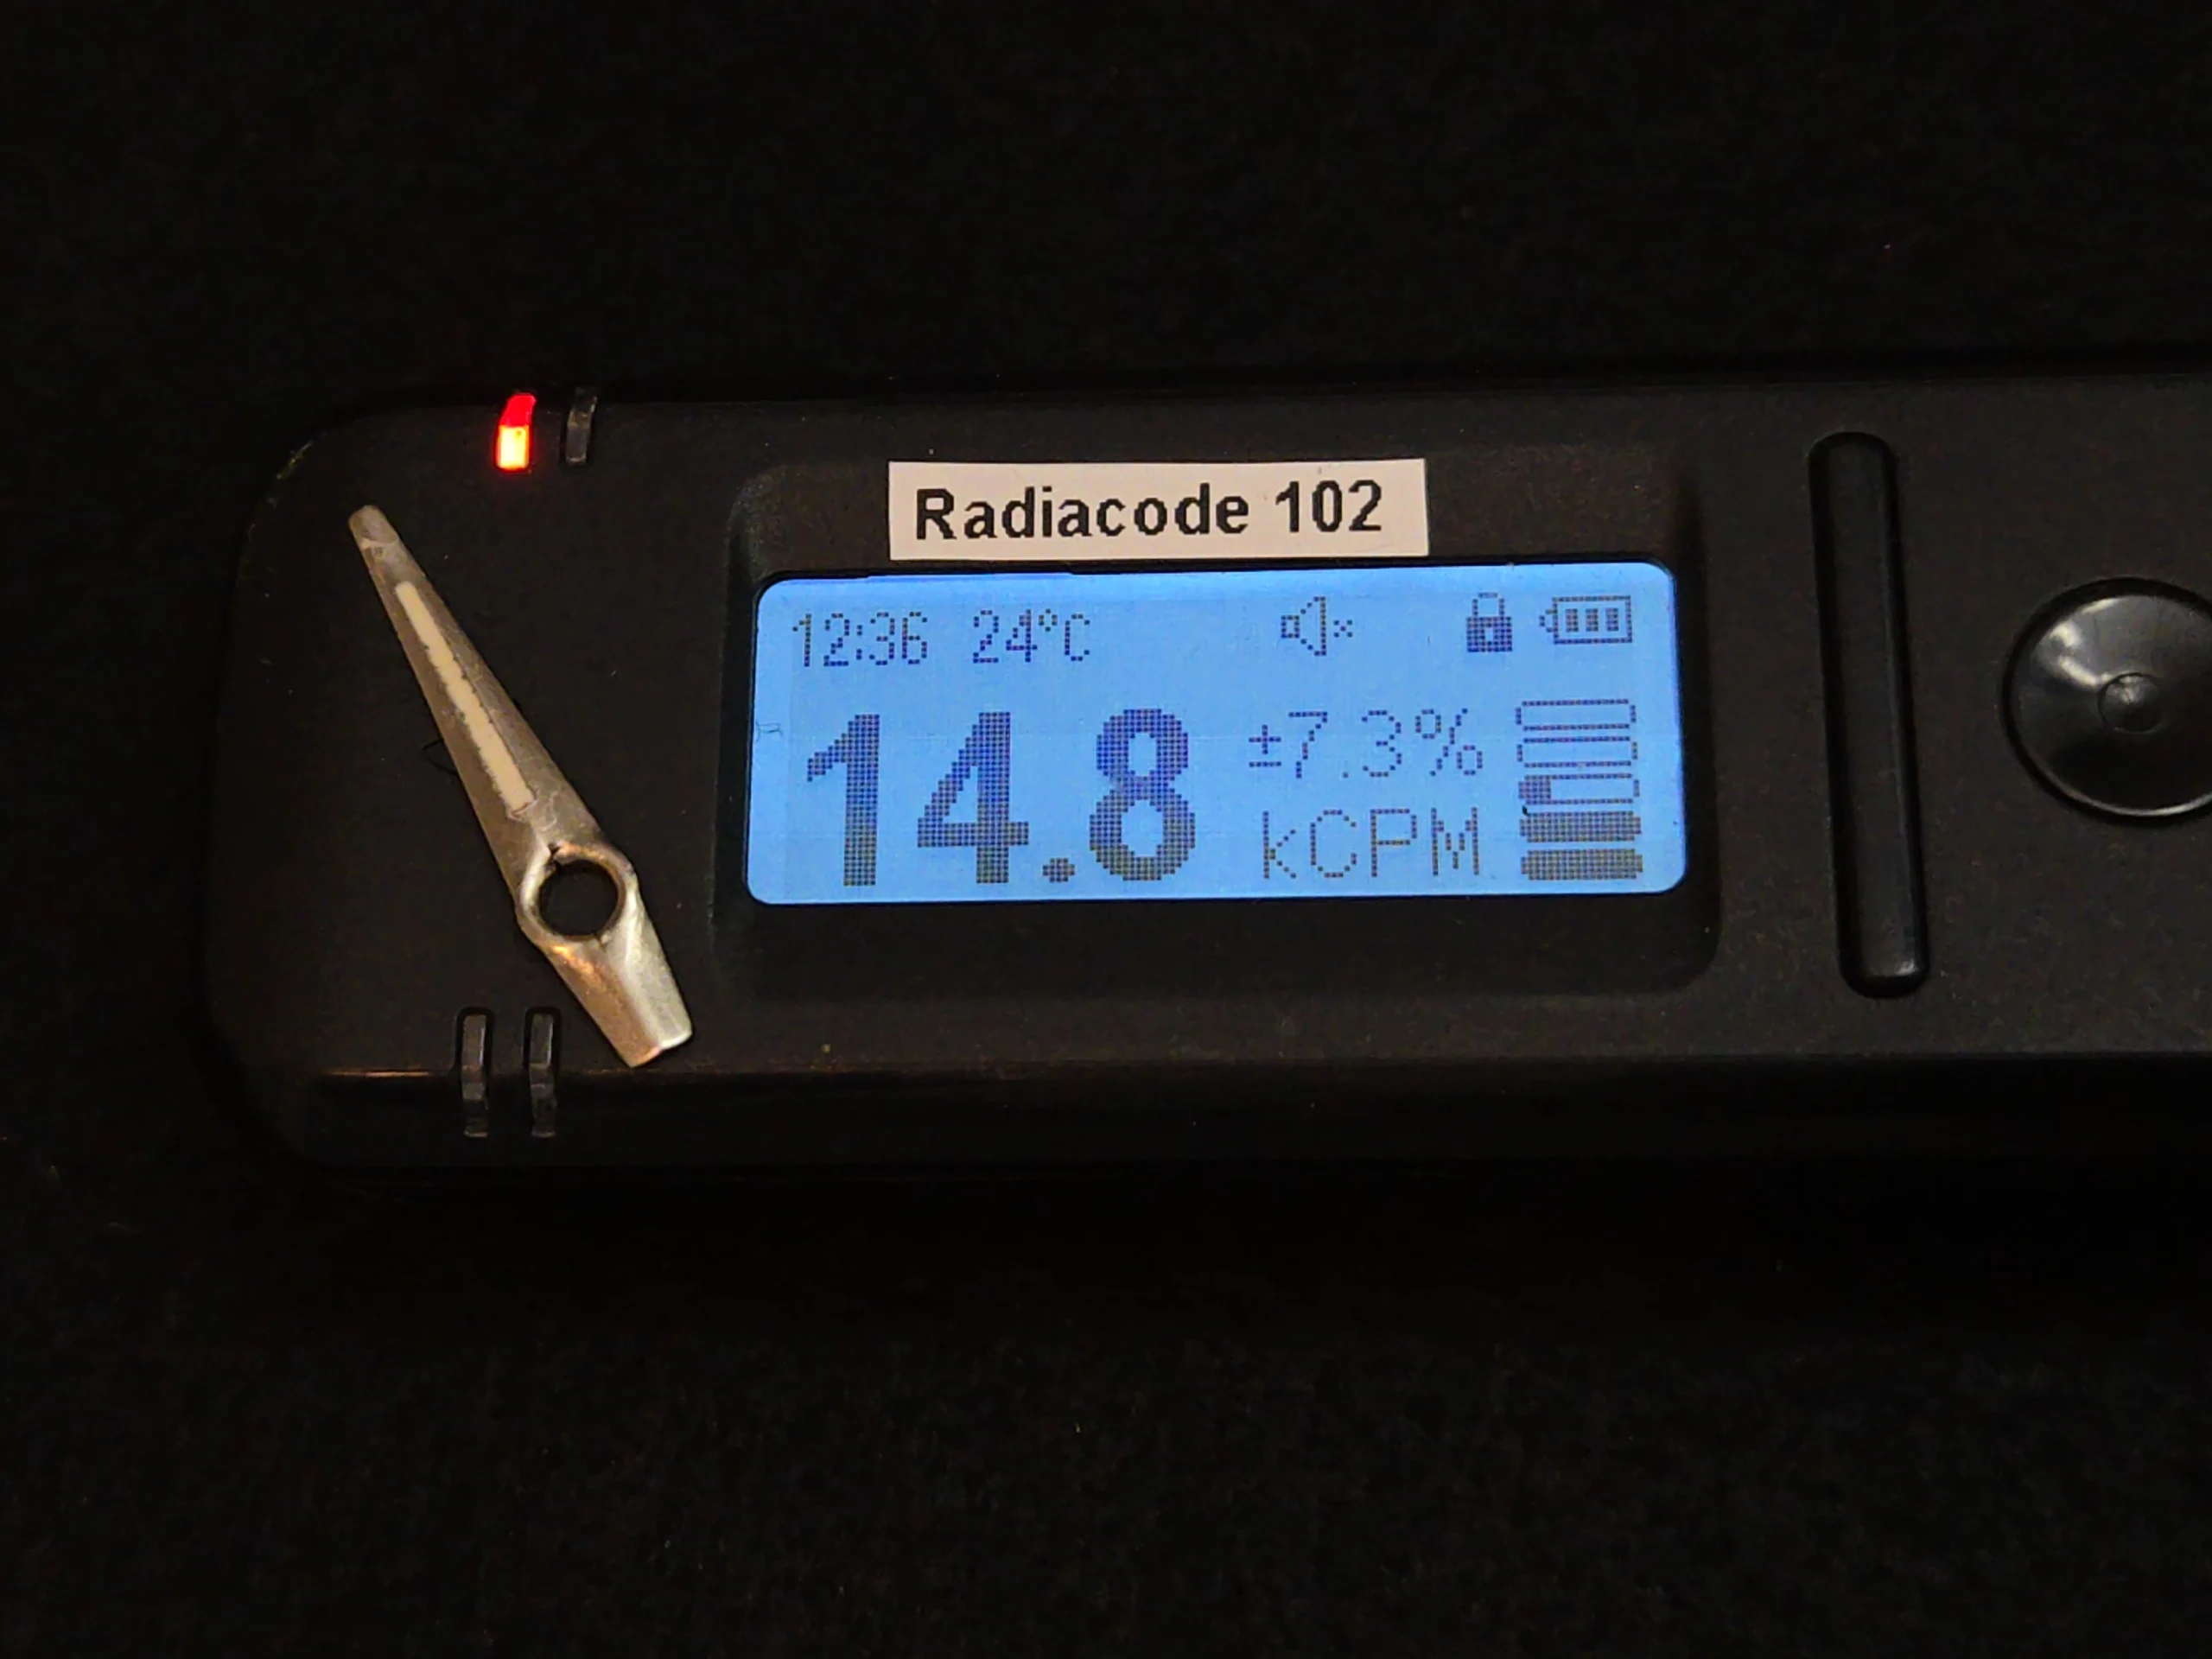 Radiacode 102
12:36 24°C
14.8 ±7.3%
kCPM